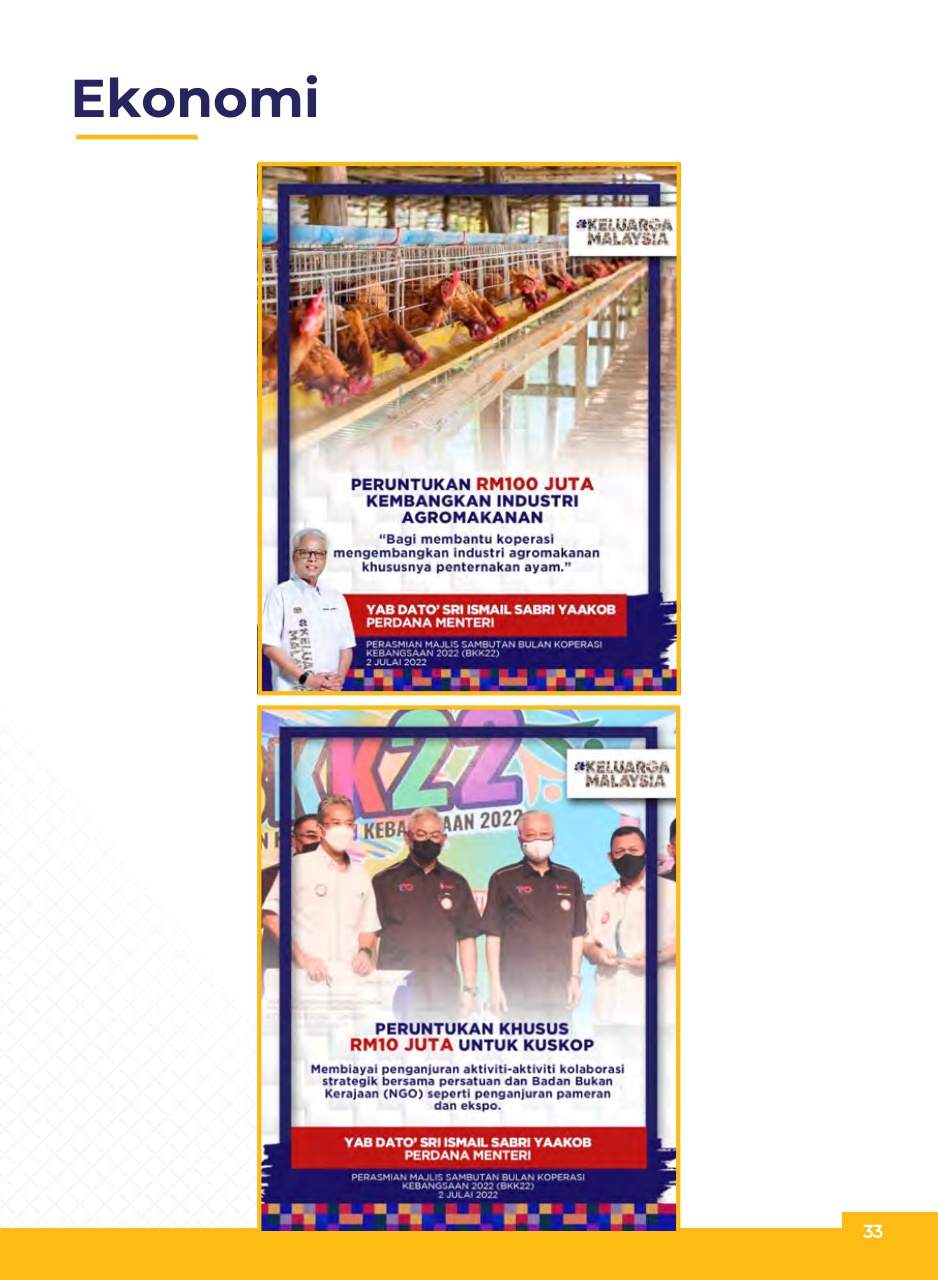 Ekonomi
#KELUARGA
MALAYSIA
PERUNTUKAN RM100 JUTA
KEMBANGKAN INDUSTRI
AGROMAKANAN
“Bagi membantu koperasi
mengembangkan industri agromakanan
khususnya penternakan ayam.”
YAB DATO’ SRI ISMAIL SABRI YAAKOB
PERDANA MENTERI
PERASMIAN MAJLIS SAMBUTAN BULAN KOPERASI
KEBANGSAAN 2022 (BKK22)
2 JULAI 2022
KK22
AAN 2022
#KELUARGA
MALAYSIA
PERUNTUKAN KHUSUS
RM10 JUTA UNTUK KUSKOP
Membiayai penganjuran aktiviti-aktiviti kolaborasi
strategik bersama persatuan dan Badan Bukan
Kerajaan (NGO) seperti penganjuran pameran
dan ekspo.
YAB DATO’ SRI ISMAIL SABRI YAAKOB
PERDANA MENTERI
PERASMIAN MAJLIS SAMBUTAN BULAN KOPERASI
KEBANGSAAN 2022 (BKK22)
2 JULAI 2022
33